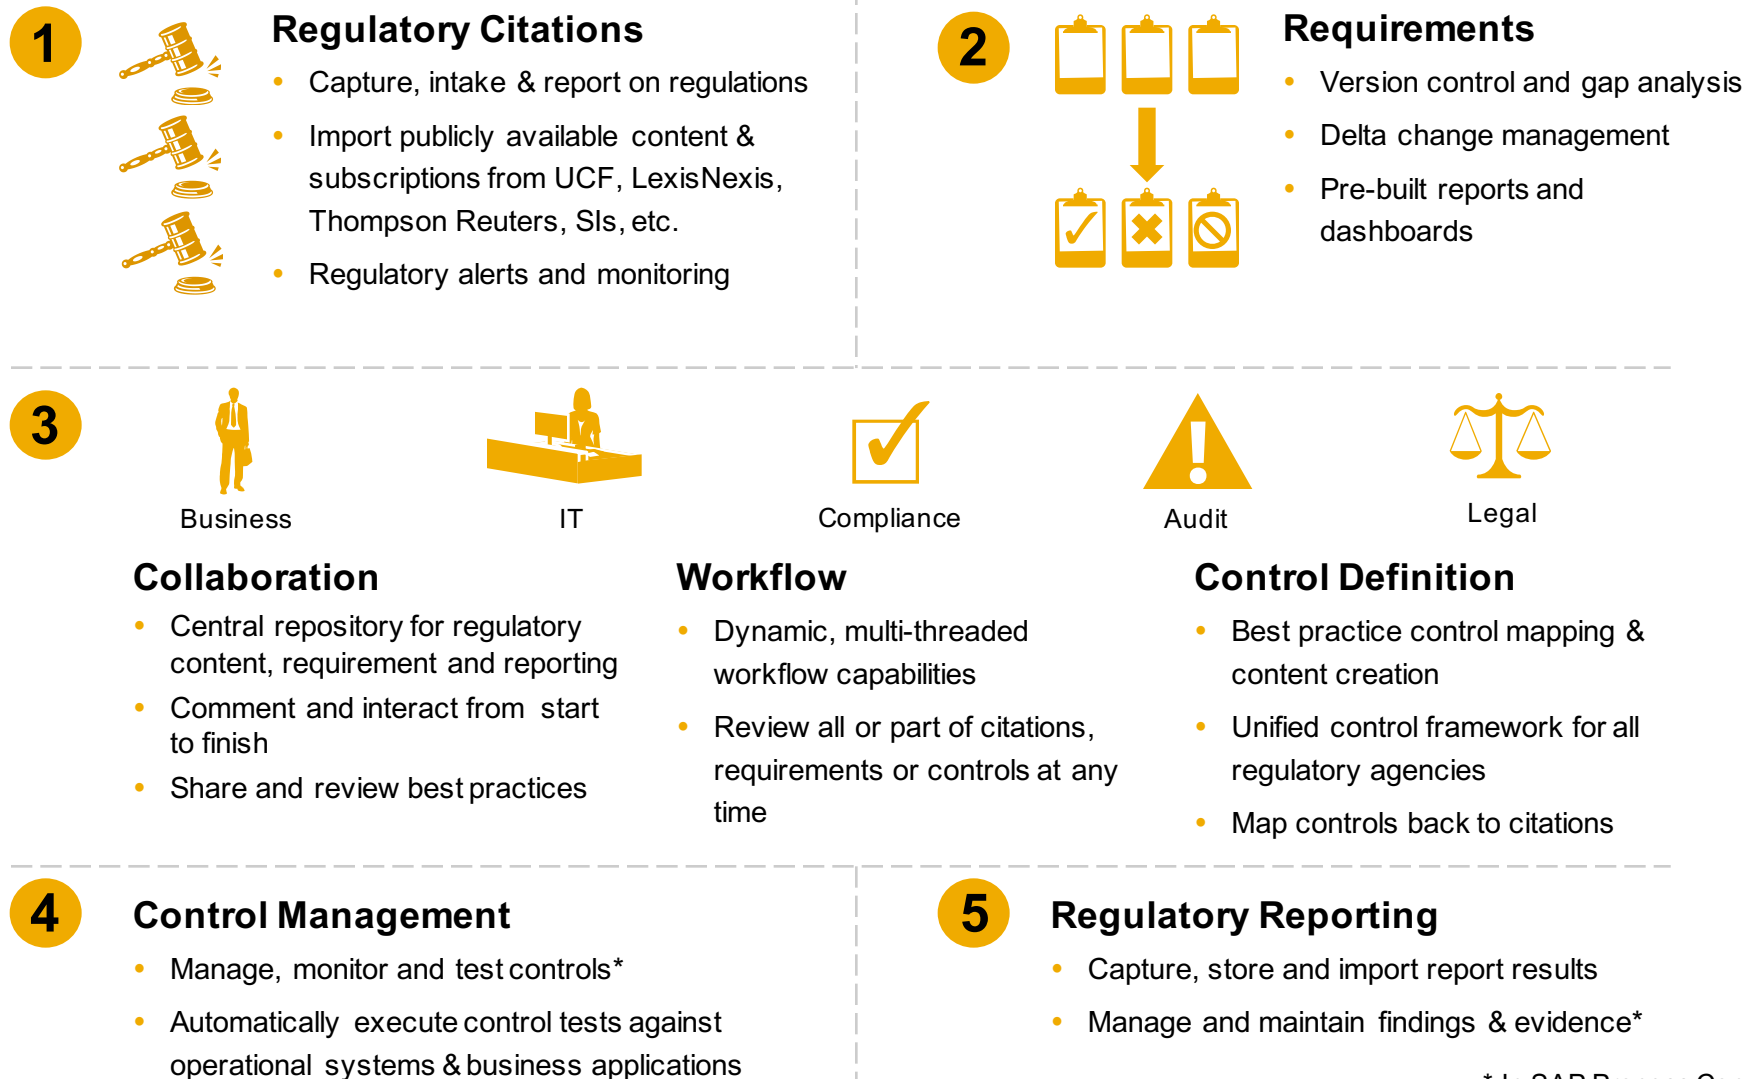 1
Regulatory Citations
• Capture, intake & report on regulations
• Import publicly available content &
subscriptions from UCF, LexisNexis,
Thompson Reuters, SIs, etc.
• Regulatory alerts and monitoring
2
Requirements
• Version control and gap analysis
• Delta change management
• Pre-built reports and
dashboards
3
Business
IT
Compliance
Audit
Legal
Collaboration
• Central repository for regulatory
content, requirement and reporting
• Comment and interact from start
to finish
• Share and review best practices
Workflow
• Dynamic, multi-threaded
workflow capabilities
• Review all or part of citations,
requirements or controls at any
time
Control Definition
• Best practice control mapping &
content creation
• Unified control framework for all
regulatory agencies
• Map controls back to citations
4
Control Management
• Manage, monitor and test controls*
• Automatically execute control tests against
operational systems & business applications
5
Regulatory Reporting
• Capture, store and import report results
• Manage and maintain findings & evidence*